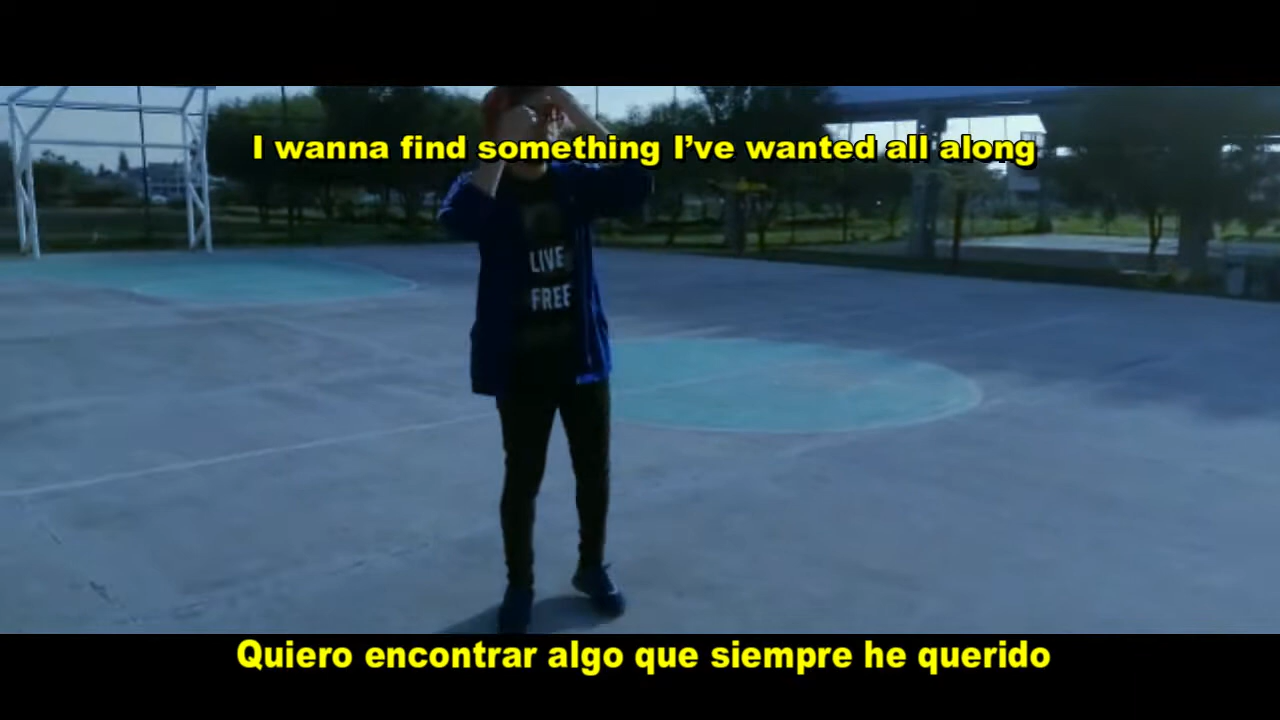 I wanna find something I’ve wanted all along
LIVE
FREE
Quiero encontrar algo que siempre he querido